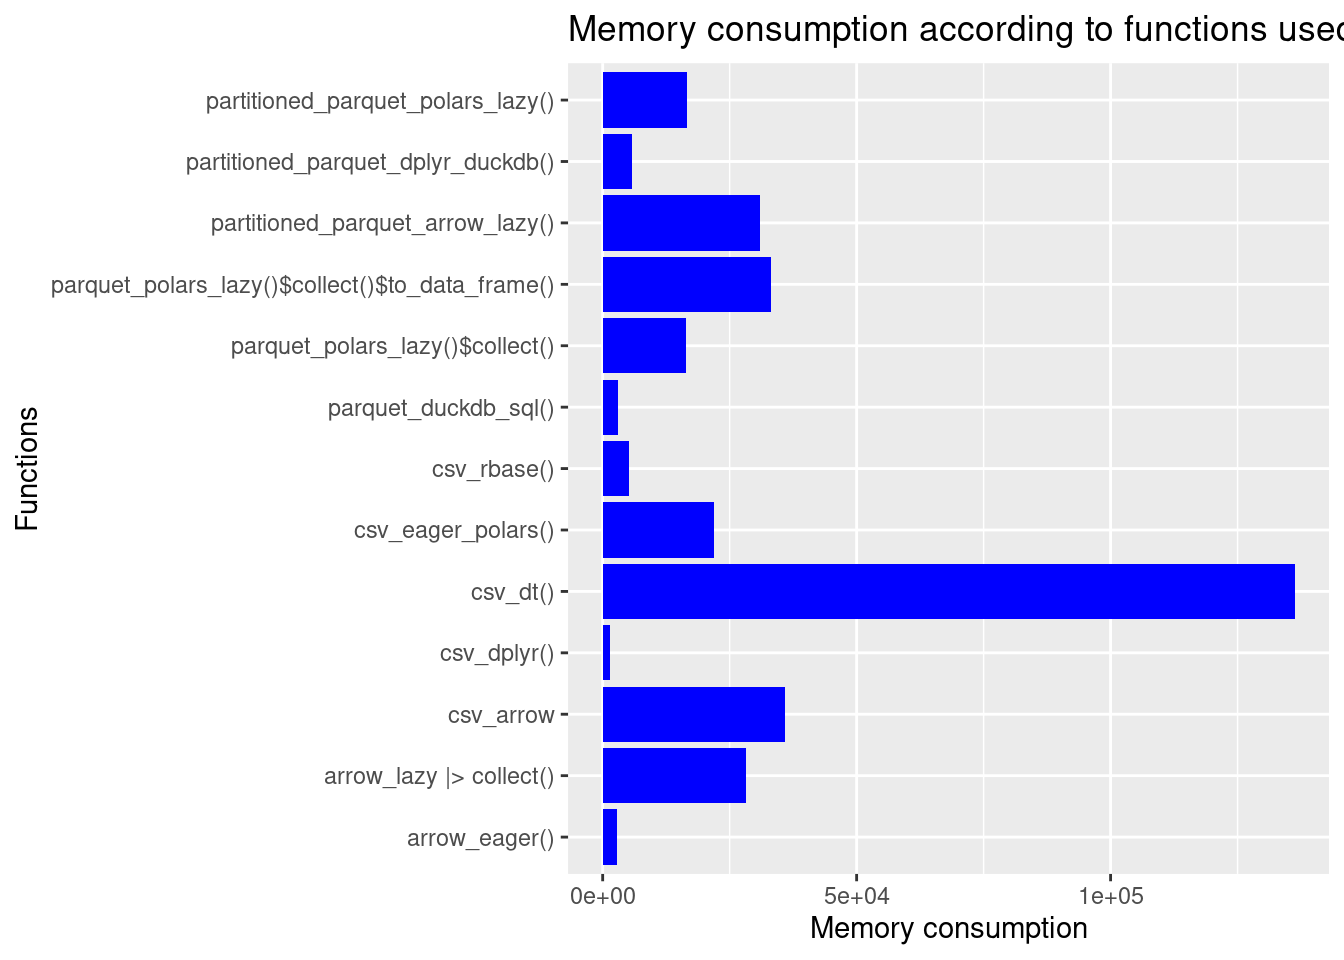 Memory consumption according to functions used
partitioned_parquet_polars_lazy()
partitioned_parquet_dplyr_duckdb()
partitioned_parquet_arrow_lazy()
parquet_polars_lazy()$collect()$to_data_frame()
parquet_polars_lazy()$collect()
parquet_duckdb_sql()
csv_rbase()
csv_eager_polars()
csv_dt()
csv_dplyr()
csv_arrow
arrow_lazy |> collect()
arrow_eager()
Functions
0e+00 5e+04 1e+05
Memory consumption